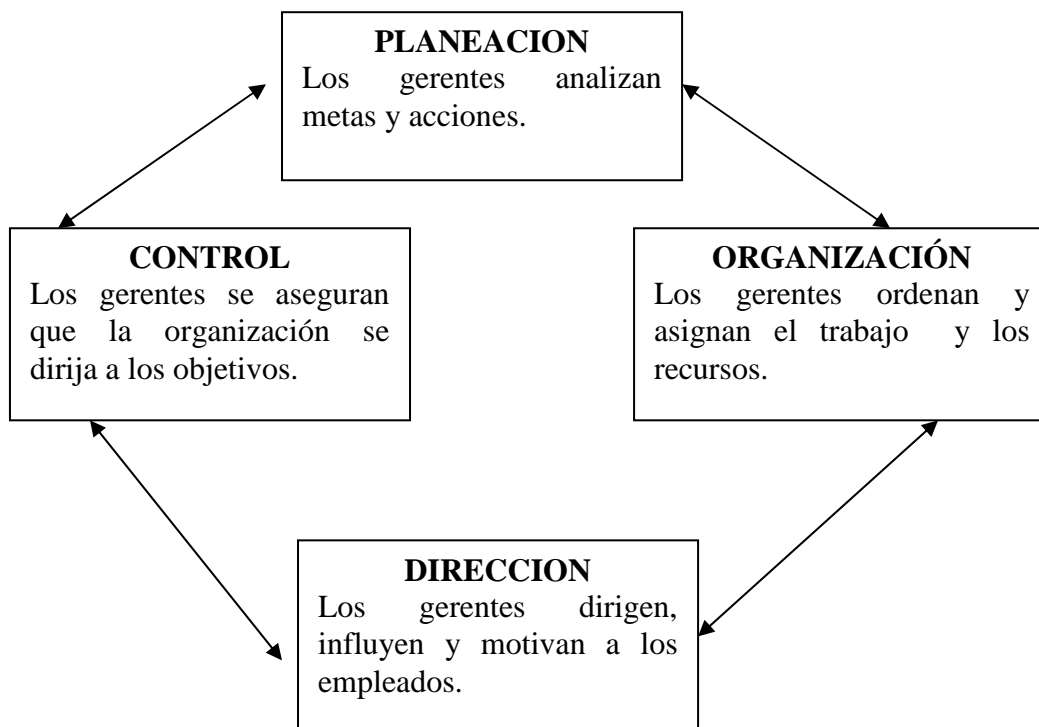 PLANEACION
Los gerentes analizan
metas y acciones.
CONTROL
Los gerentes se aseguran
que la organización se
dirija a los objetivos.
ORGANIZACIÓN
Los gerentes ordenan y
asignan el trabajo y los
recursos.
DIRECCION
Los gerentes dirigen,
influyen y motivan a los
empleados.